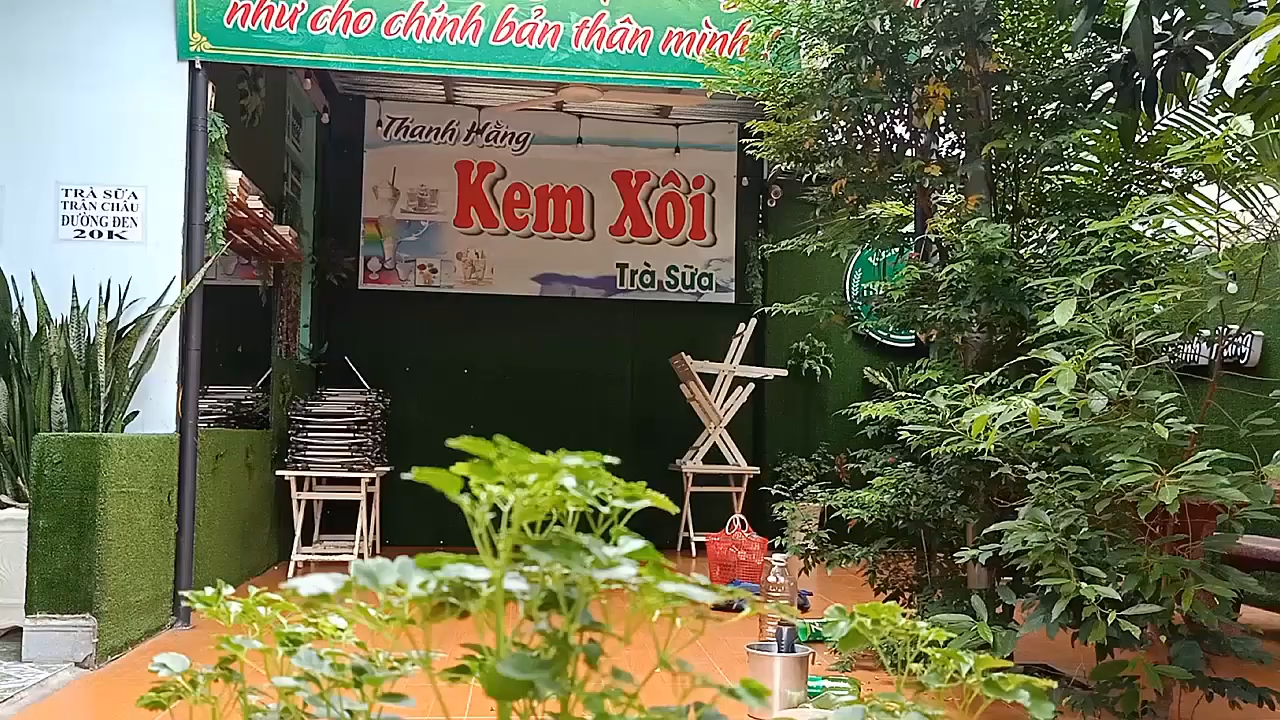 như cho chính bản thân mình
Thanh Hằng
Kem Xôi
Trà Sữa
TRÀ SỮA
TRÂN CHÂU
ĐƯỜNG ĐEN
20K